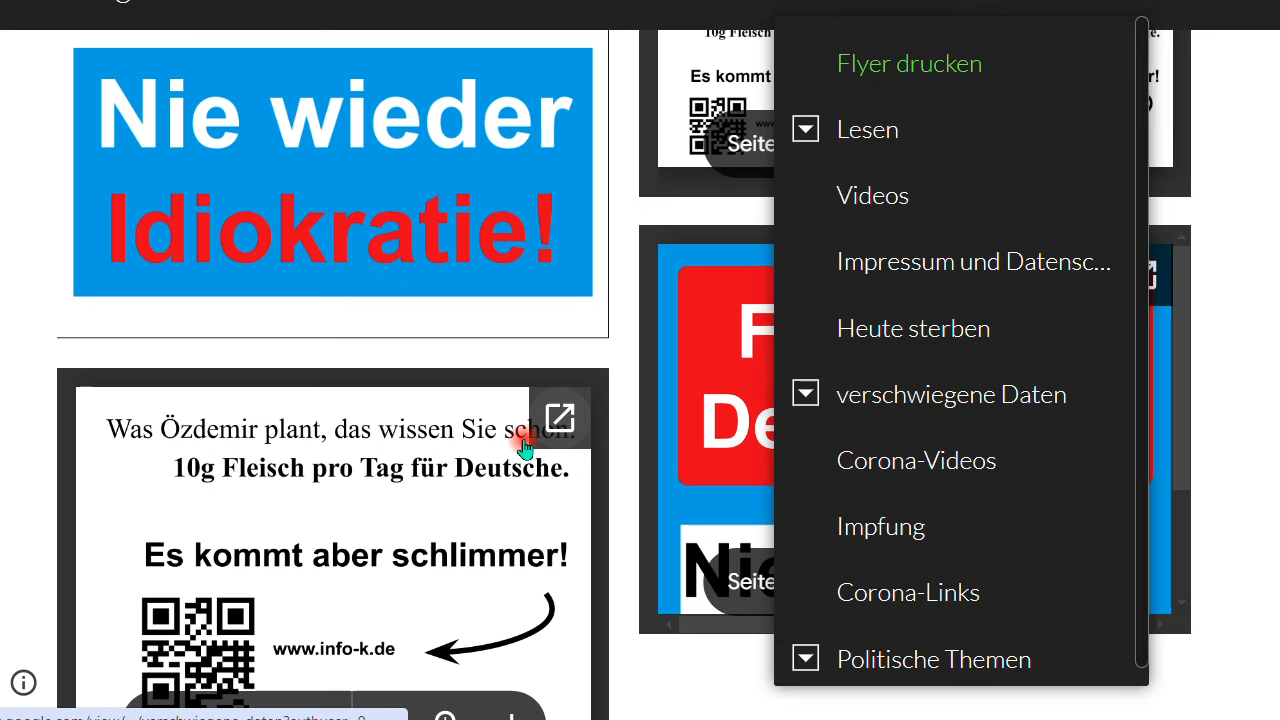 Nie wieder
Idiokratie!
Was Özdemir plant, das wissen Sie schon!
10g Fleisch pro Tag für Deutsche.
Es kommt aber schlimmer!
www.info-k.de
10g Fleisch
Es kommt
Seite
F
De
Nie
Seite
Flyer drucken
Lesen
Videos
Impressum und Datensc...
Heute sterben
verschwiegene Daten
Corona-Videos
Impfung
Corona-Links
Politische Themen